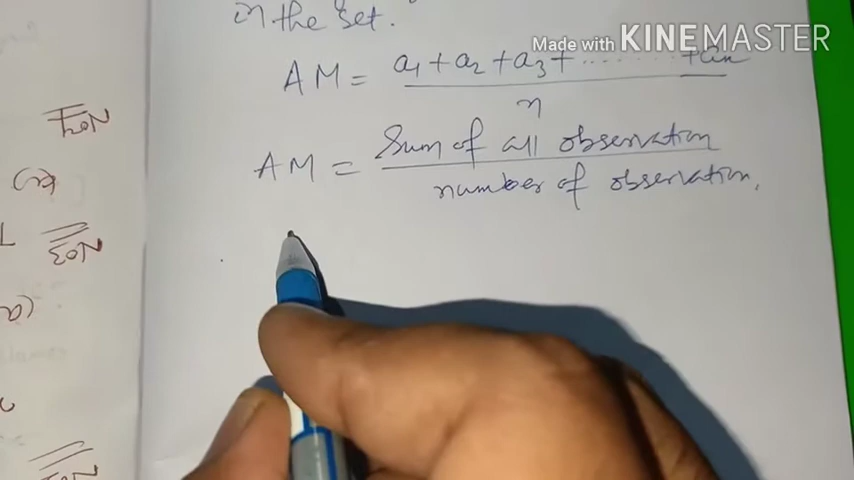 in the set.
Made with KINEMASTER
AM = a1 + a2 + a3 + ........ + an
n
AM = Sum of all observation
number of observation.